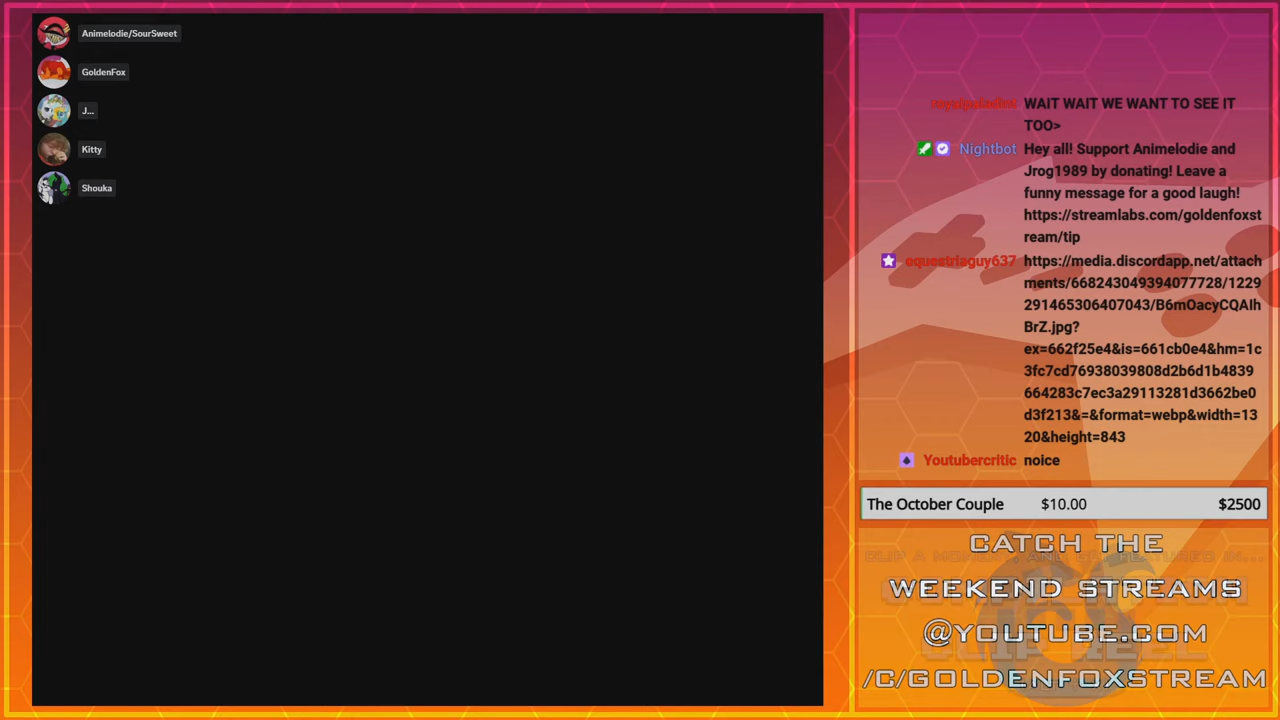 Animelodie/SourSweet
GoldenFox
J...
Kitty
Shouka
WAIT WAIT WE WANT TO SEE IT
TOO>
Nightbot Hey all! Support Animelodie and
Jrog1989 by donating! Leave a
funny message for a good laugh!
https://streamlabs.com/goldenfoxst
ream/tip
equestriaguy637 https://media.discordapp.net/attach
ments/668243049394077728/1229
291465306407043/B6mOacyCQAIh
BrZ.jpg?
ex=662f25e4&is=661cb0e4&hm=1c
3fc7cd76938039808d2b6d1b4839
664283c7ec3a29113281d3662be0
d3f213&=&format=webp&width=13
20&height=843
Youtubercritic noice
The October Couple $10.00 $2500
CATCH THE
WEEKEND STREAMS
@YOUTUBE.COM
/C/GOLDENFOXSTREAM